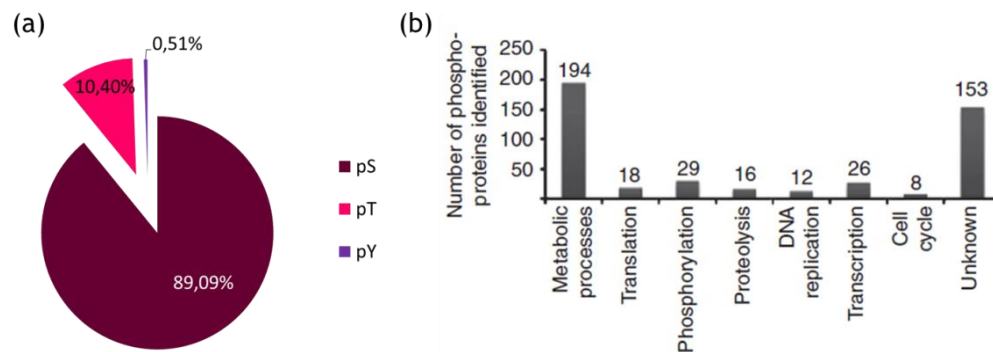 (a)
0,51%
10,40%
89,09%
pS
pT
pY
(b)
Number of phospho-
proteins identified
250
200
150
100
50
194
18
29
16
12
26
8
153
Metabolic
processes
Translation
Phosphorylation
Proteolysis
DNA
replication
Transcription
Cell
cycle
Unknown